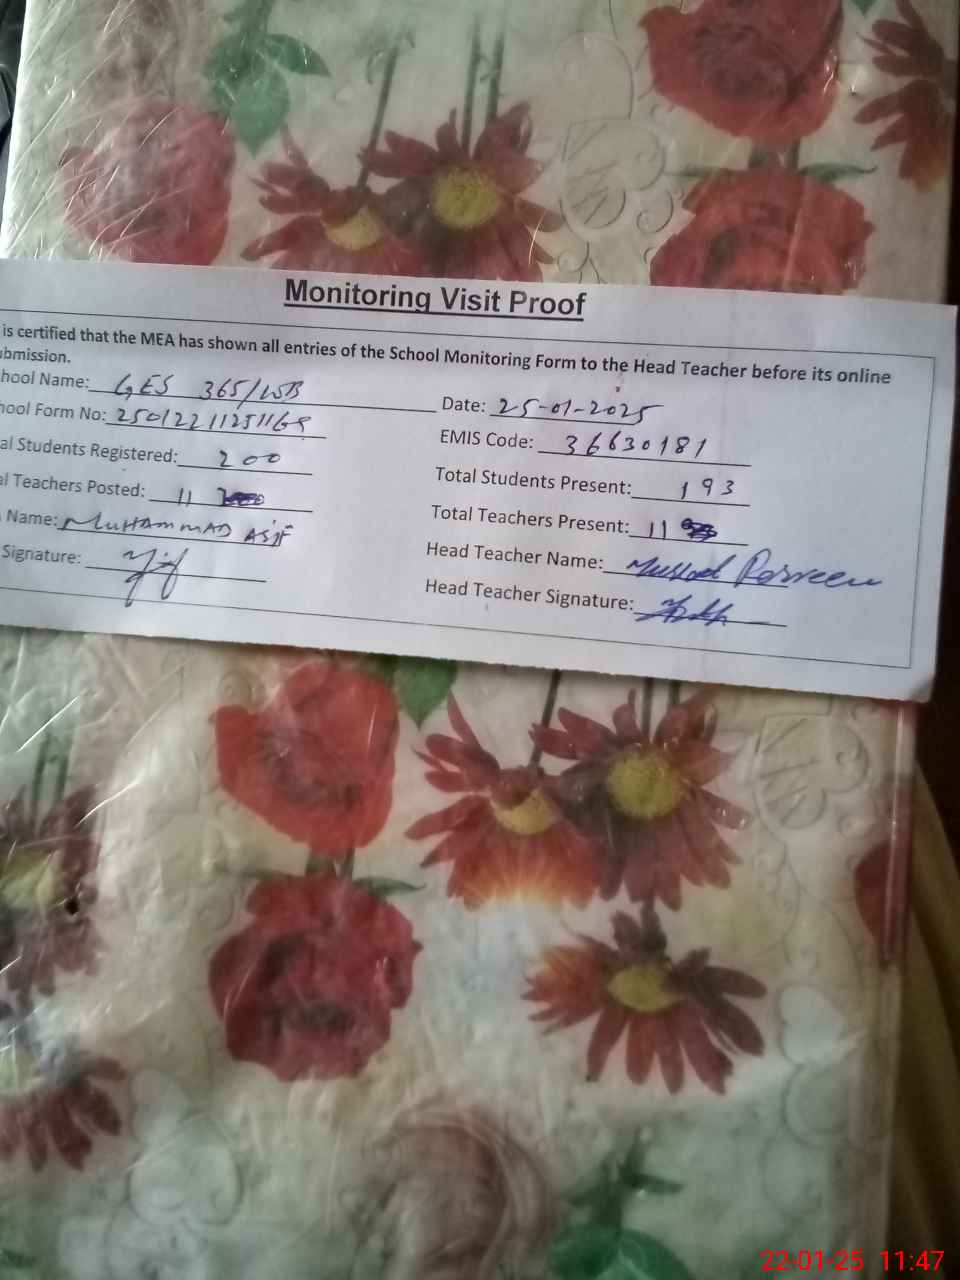 Monitoring Visit Proof
is certified that the MEA has shown all entries of the School Monitoring Form to the Head Teacher before its online
ubmission.
hool Name: GES 365/WB Date: 25-01-2025
hool Form No: EMIS Code: 36630181
al Students Registered: 200 Total Students Present: 193
al Teachers Posted: 11 Total Teachers Present: 11
Name: MUHAMMAD ASIF Head Teacher Name: Parveen
Signature: Head Teacher Signature:
22-01-25 11:47